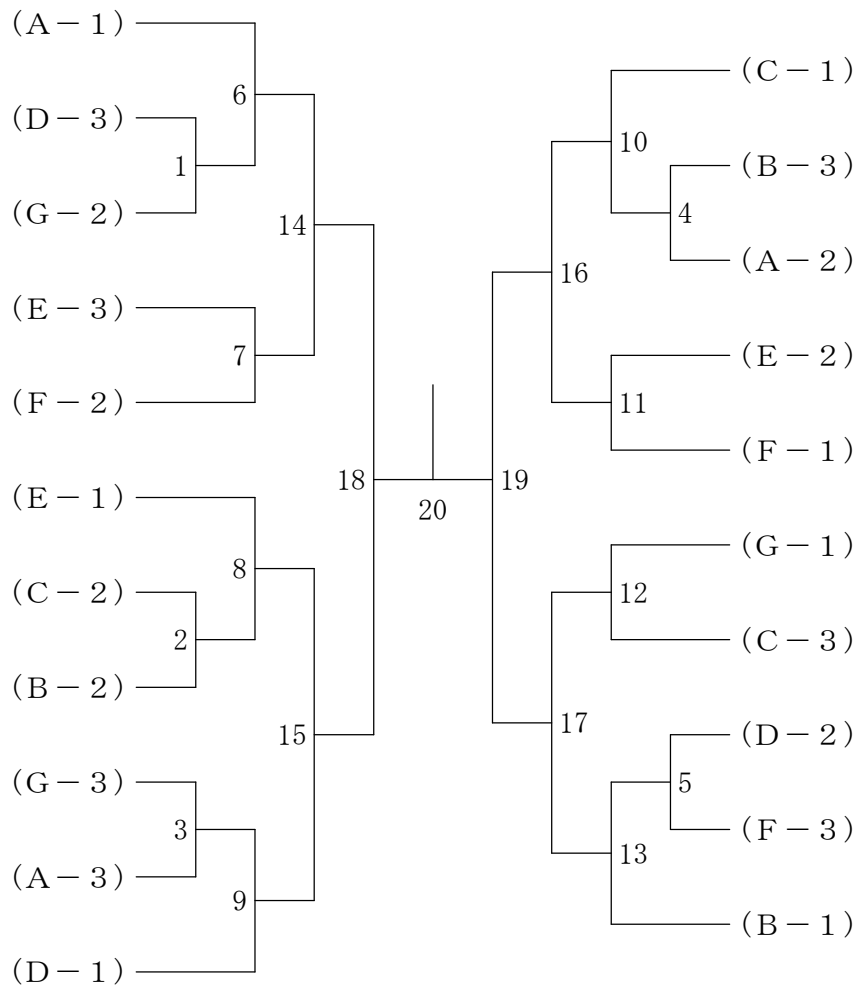 (A－1)
(C－1)
6
(D－3)
10
(B－3)
1
4
(G－2)
14
(A－2)
16
(E－3)
7
(E－2)
(F－2)
11
(F－1)
18
19
(E－1)
20
(G－1)
8
(C－2)
12
2
(C－3)
(B－2)
15
17
(D－2)
(G－3)
5
3
(F－3)
(A－3)
13
9
(B－1)
(D－1)